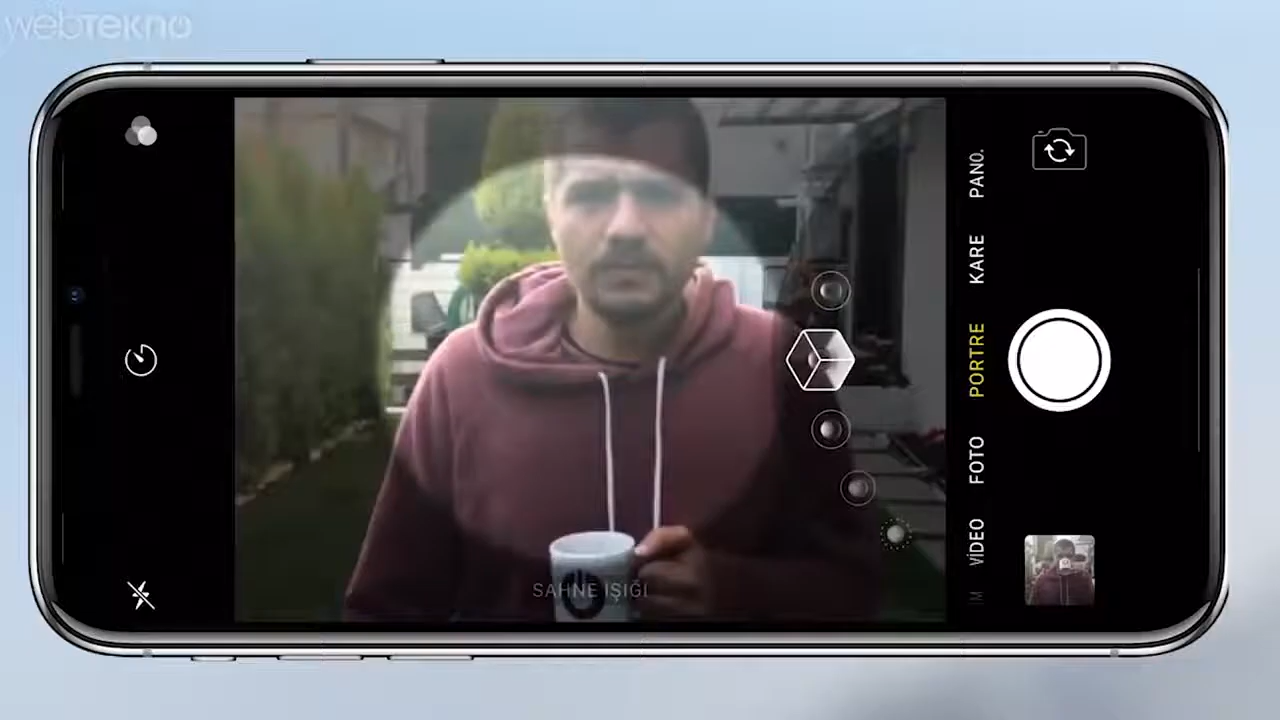 webtekno
PANO.
KARE
PORTRE
FOTO
VİDEO
SAHNE IŞIĞI